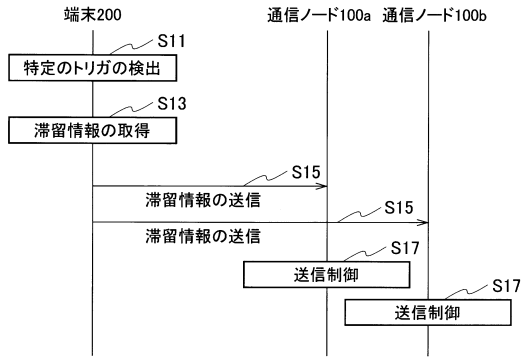 端末200
通信ノード100a
通信ノード100b
S11
特定のトリガの検出
S13
滞留情報の取得
S15
滞留情報の送信
S15
滞留情報の送信
S17
送信制御
S17
送信制御